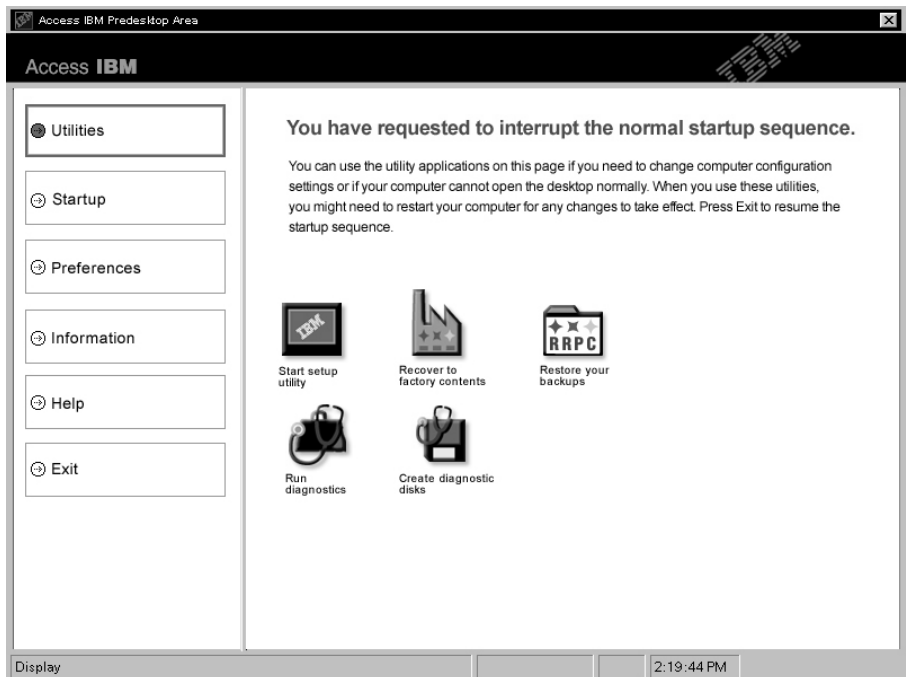 Access IBM Predesktop Area
Access IBM
IBM
Utilities
Startup
Preferences
Information
Help
Exit
You have requested to interrupt the normal startup sequence.
You can use the utility applications on this page if you need to change computer configuration
settings or if your computer cannot open the desktop normally. When you use these utilities,
you might need to restart your computer for any changes to take effect. Press Exit to resume the
startup sequence.
IBM
Start setup
utility
Recover to
factory contents
RRPC
Restore your
backups
Run
diagnostics
Create diagnostic
disks
Display
2:19:44 PM